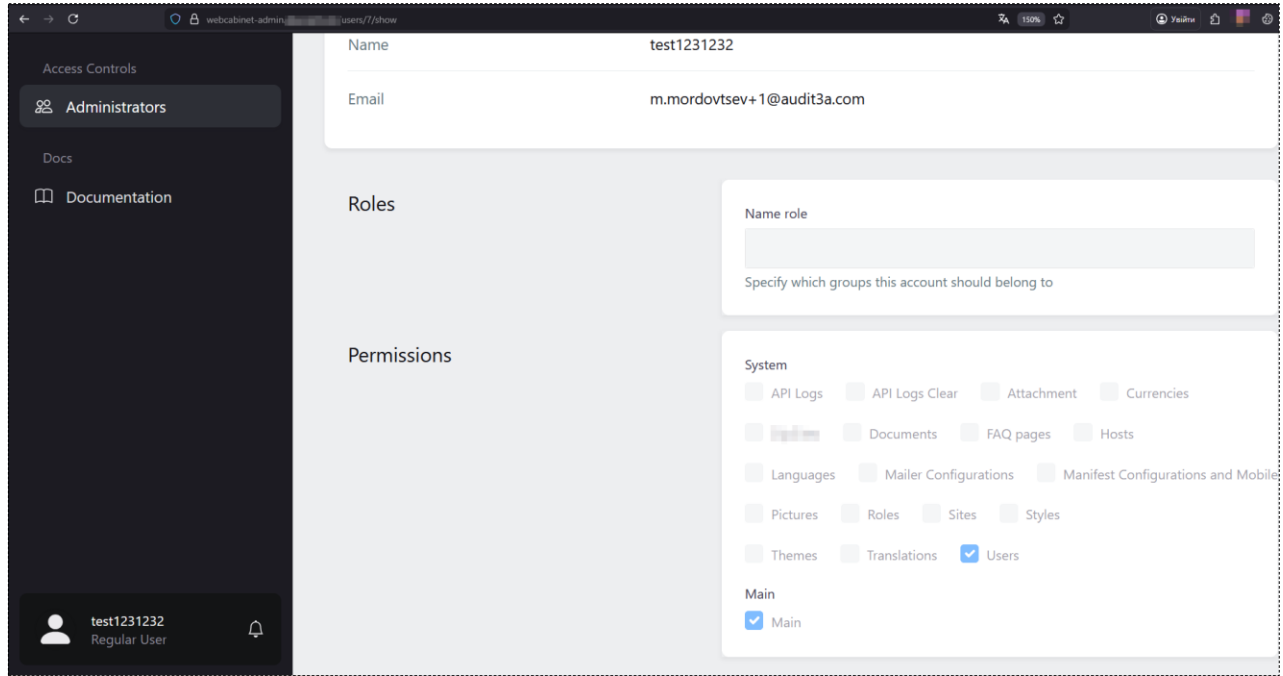 webcabinet-admin. users/7/show 150% Увійти
Access Controls
Administrators
Docs
Documentation
test1231232
Regular User
Name test1231232
Email m.mordovtsev+1@audit3a.com
Roles
Name role
Specify which groups this account should belong to
Permissions
System
API Logs API Logs Clear Attachment Currencies
Documents FAQ pages Hosts
Languages Mailer Configurations Manifest Configurations and Mobile
Pictures Roles Sites Styles
Themes Translations Users
Main
Main